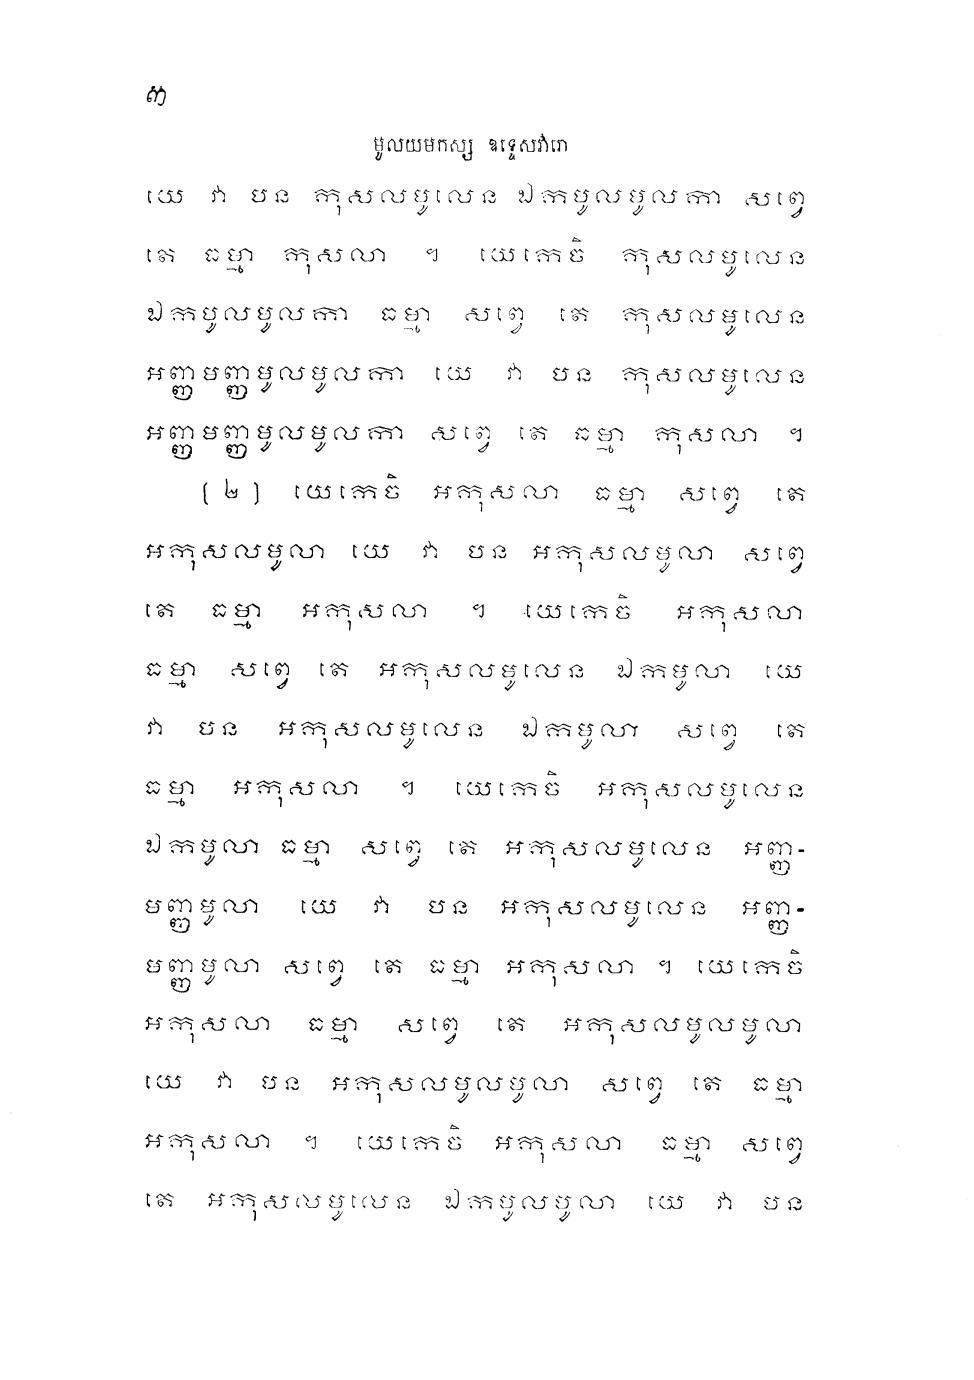 ៣
មូលយមកស្ស ឧទ្ទេសវារោ
យេ វា បន កុសលមូលេន ឯកមូលមូលកា សព្វេ
តេ ធម្មា កុសលា ។ យេកេចិ កុសលមូលេន
ឯកមូលមូលកា ធម្មា សព្វេ តេ កុសលមូលេន
អញ្ញមញ្ញមូលមូលកា យេ វា បន កុសលមូលេន
អញ្ញមញ្ញមូលមូលកា សព្វេ តេ ធម្មា កុសលា ។
(២) យេកេចិ អកុសលា ធម្មា សព្វេ តេ
អកុសលមូលា យេ វា បន អកុសលមូលា សព្វេ
តេ ធម្មា អកុសលា ។ យេកេចិ អកុសលា
ធម្មា សព្វេ តេ អកុសលមូលេន ឯកមូលា យេ
វា បន អកុសលមូលេន ឯកមូលា សព្វេ តេ
ធម្មា អកុសលា ។ យេកេចិ អកុសលមូលេន
ឯកមូលា ធម្មា សព្វេ តេ អកុសលមូលេន អញ្ញ-
មញ្ញមូលា យេ វា បន អកុសលមូលេន អញ្ញ-
មញ្ញមូលា សព្វេ តេ ធម្មា អកុសលា ។ យេកេចិ
អកុសលា ធម្មា សព្វេ តេ អកុសលមូលមូលា
យេ វា បន អកុសលមូលមូលា សព្វេ តេ ធម្មា
អកុសលា ។ យេកេចិ អកុសលា ធម្មា សព្វេ
តេ អកុសលមូលេន ឯកមូលមូលា យេ វា បន